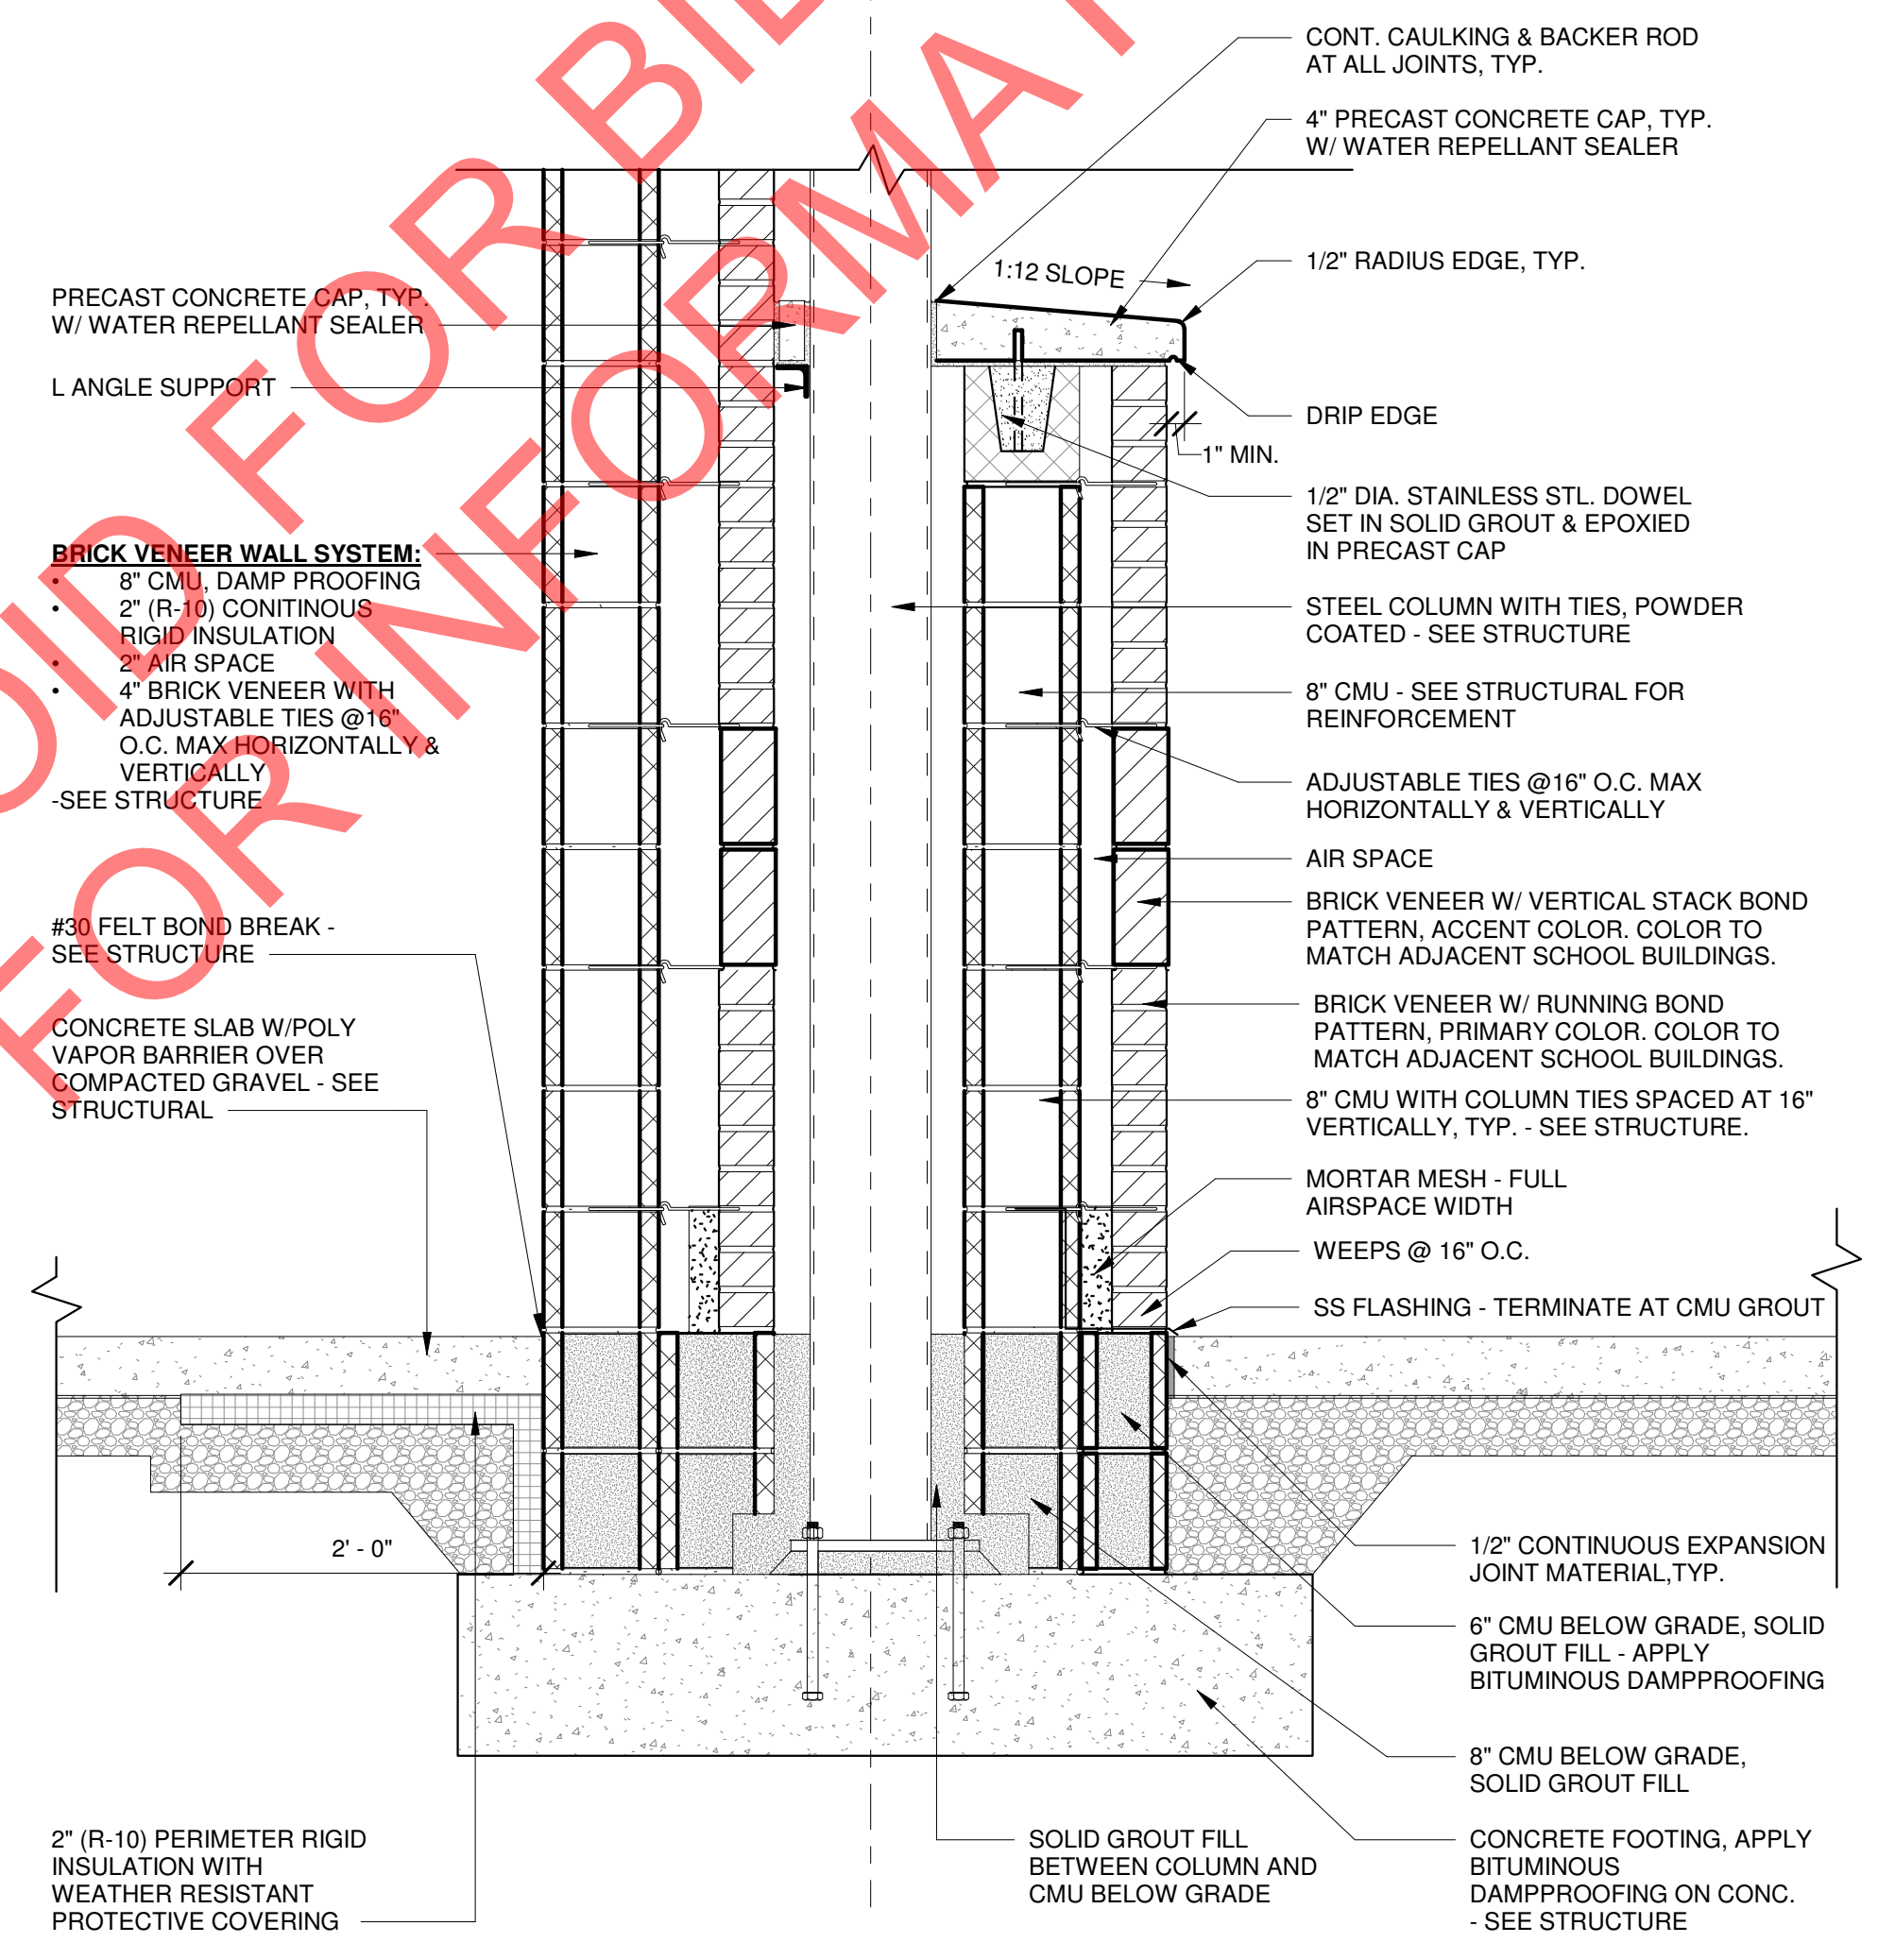 CONT. CAULKING & BACKER ROD
AT ALL JOINTS, TYP.
4" PRECAST CONCRETE CAP, TYP.
W/ WATER REPELLANT SEALER
1:12 SLOPE
1/2" RADIUS EDGE, TYP.
PRECAST CONCRETE CAP, TYP.
W/ WATER REPELLANT SEALER
L ANGLE SUPPORT
DRIP EDGE
1" MIN.
1/2" DIA. STAINLESS STL. DOWEL
SET IN SOLID GROUT & EPOXIED
IN PRECAST CAP
BRICK VENEER WALL SYSTEM:
• 8" CMU, DAMP PROOFING
• 2" (R-10) CONITINOUS
RIGID INSULATION
• 2" AIR SPACE
• 4" BRICK VENEER WITH
ADJUSTABLE TIES @16"
O.C. MAX HORIZONTALLY &
VERTICALLY
-SEE STRUCTURE
STEEL COLUMN WITH TIES, POWDER
COATED - SEE STRUCTURE
8" CMU - SEE STRUCTURAL FOR
REINFORCEMENT
ADJUSTABLE TIES @16" O.C. MAX
HORIZONTALLY & VERTICALLY
AIR SPACE
BRICK VENEER W/ VERTICAL STACK BOND
PATTERN, ACCENT COLOR. COLOR TO
MATCH ADJACENT SCHOOL BUILDINGS.
#30 FELT BOND BREAK -
SEE STRUCTURE
BRICK VENEER W/ RUNNING BOND
PATTERN, PRIMARY COLOR. COLOR TO
MATCH ADJACENT SCHOOL BUILDINGS.
CONCRETE SLAB W/POLY
VAPOR BARRIER OVER
COMPACTED GRAVEL - SEE
STRUCTURAL
8" CMU WITH COLUMN TIES SPACED AT 16"
VERTICALLY, TYP. - SEE STRUCTURE.
MORTAR MESH - FULL
AIRSPACE WIDTH
WEEPS @ 16" O.C.
SS FLASHING - TERMINATE AT CMU GROUT
2' - 0"
1/2" CONTINUOUS EXPANSION
JOINT MATERIAL,TYP.
6" CMU BELOW GRADE, SOLID
GROUT FILL - APPLY
BITUMINOUS DAMPPROOFING
8" CMU BELOW GRADE,
SOLID GROUT FILL
2" (R-10) PERIMETER RIGID
INSULATION WITH
WEATHER RESISTANT
PROTECTIVE COVERING
SOLID GROUT FILL
BETWEEN COLUMN AND
CMU BELOW GRADE
CONCRETE FOOTING, APPLY
BITUMINOUS
DAMPPROOFING ON CONC.
- SEE STRUCTURE
OID FOR BID
FOR INFORMAT